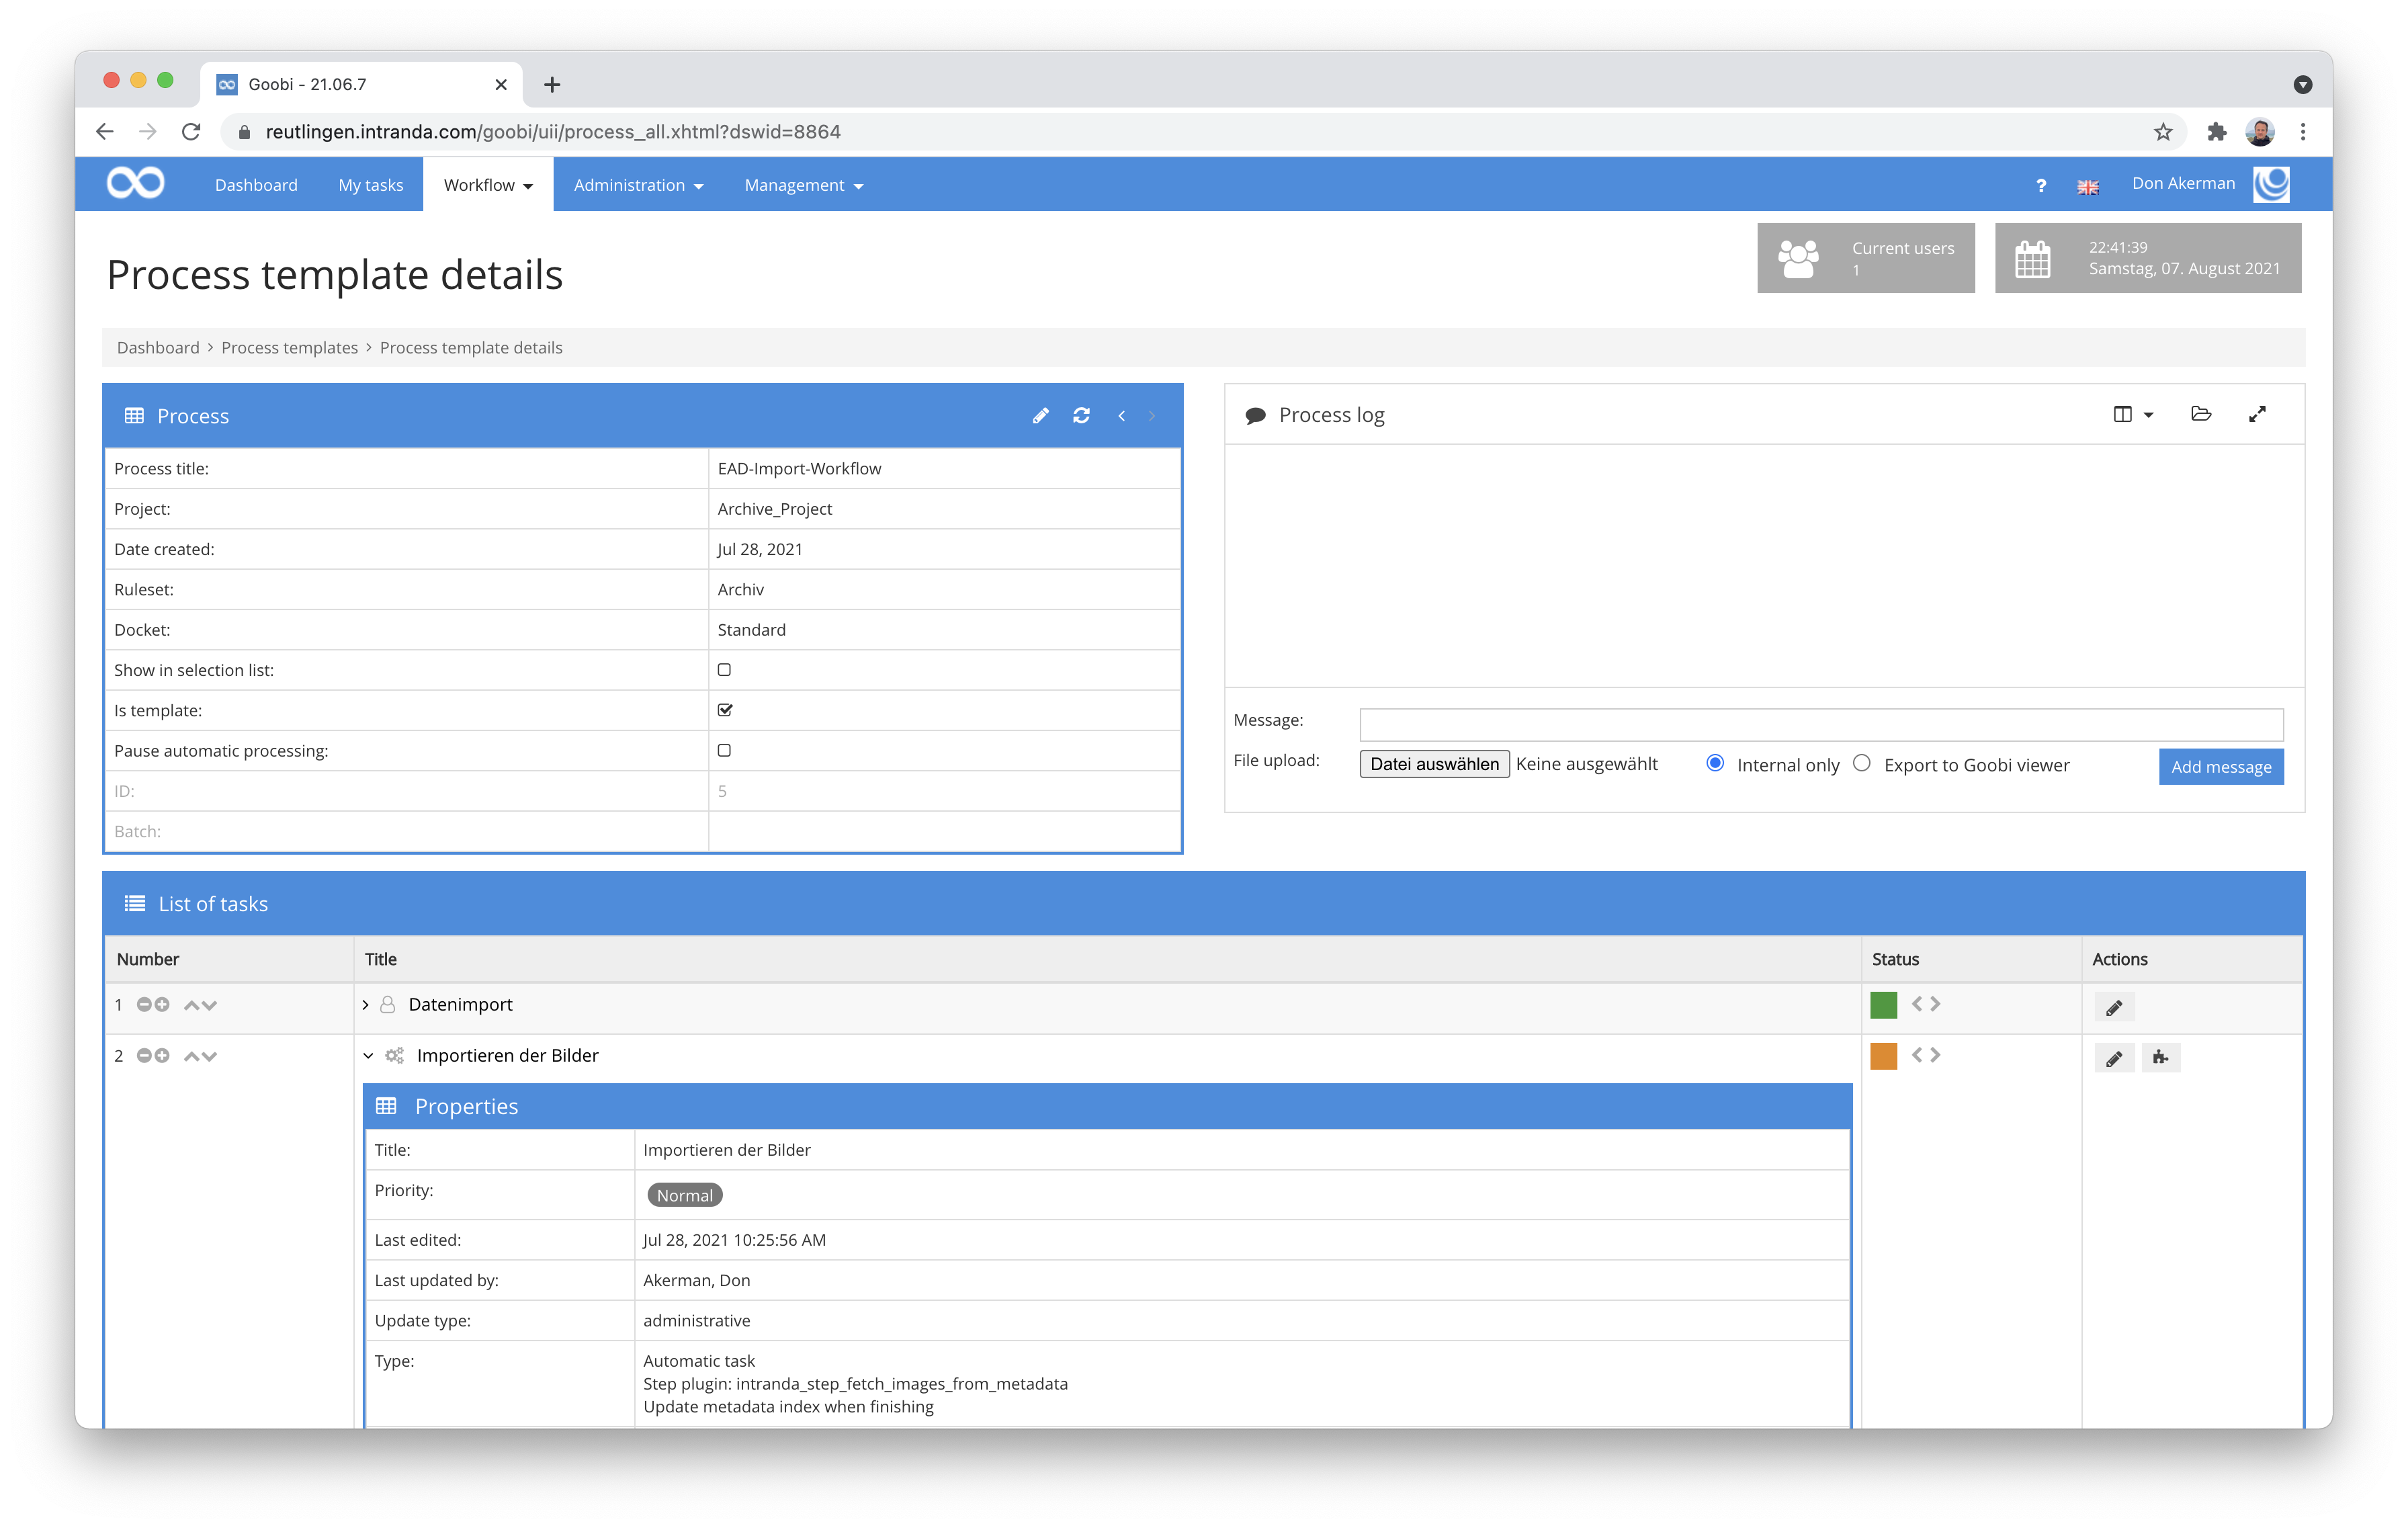 Goobi - 21.06.7
reutlingen.intranda.com/goobi/uii/process_all.xhtml?dswid=8864
Dashboard My tasks Workflow Administration Management ? Don Akerman
Process template details
Current users
1
22:41:39
Samstag, 07. August 2021
Dashboard > Process templates > Process template details
Process
Process title: EAD-Import-Workflow
Project: Archive_Project
Date created: Jul 28, 2021
Ruleset: Archiv
Docket: Standard
Show in selection list:
Is template:
Pause automatic processing:
ID: 5
Batch:
Process log
Message:
File upload: Datei auswählen Keine ausgewählt Internal only Export to Goobi viewer Add message
List of tasks
Number Title Status Actions
1 Datenimport
2 Importieren der Bilder
Properties
Title: Importieren der Bilder
Priority: Normal
Last edited: Jul 28, 2021 10:25:56 AM
Last updated by: Akerman, Don
Update type: administrative
Type: Automatic task
Step plugin: intranda_step_fetch_images_from_metadata
Update metadata index when finishing